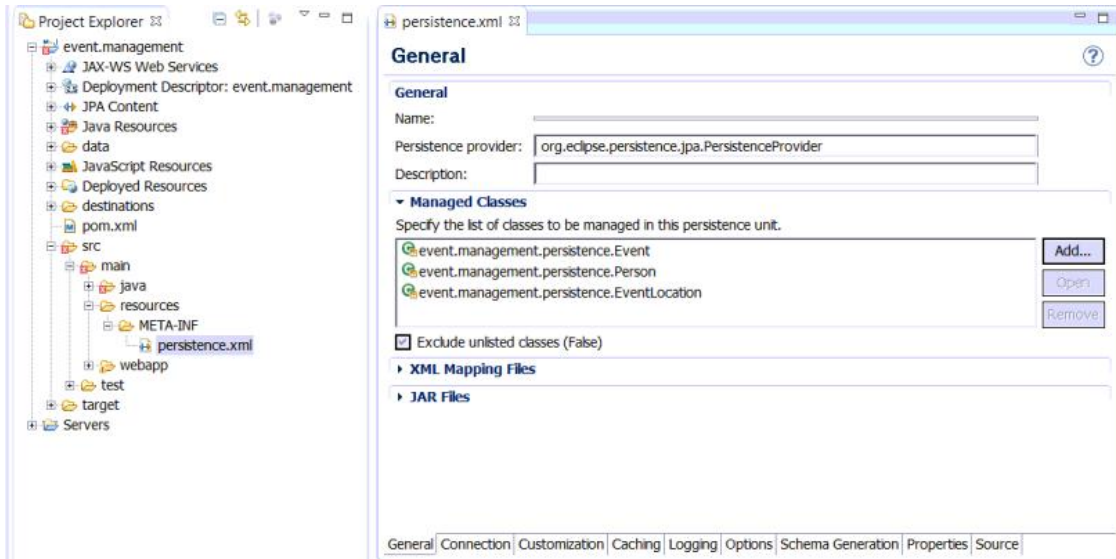 Project Explorer
event.management
JAX-WS Web Services
Deployment Descriptor: event.management
JPA Content
Java Resources
data
JavaScript Resources
Deployed Resources
destinations
pom.xml
src
main
java
resources
META-INF
persistence.xml
webapp
test
target
Servers
persistence.xml
General
General
Name:
Persistence provider: org.eclipse.persistence.jpa.PersistenceProvider
Description:
Managed Classes
Specify the list of classes to be managed in this persistence unit.
event.management.persistence.Event
event.management.persistence.Person
event.management.persistence.EventLocation
Add...
Open
Remove
Exclude unlisted classes (False)
XML Mapping Files
JAR Files
General Connection Customization Caching Logging Options Schema Generation Properties Source